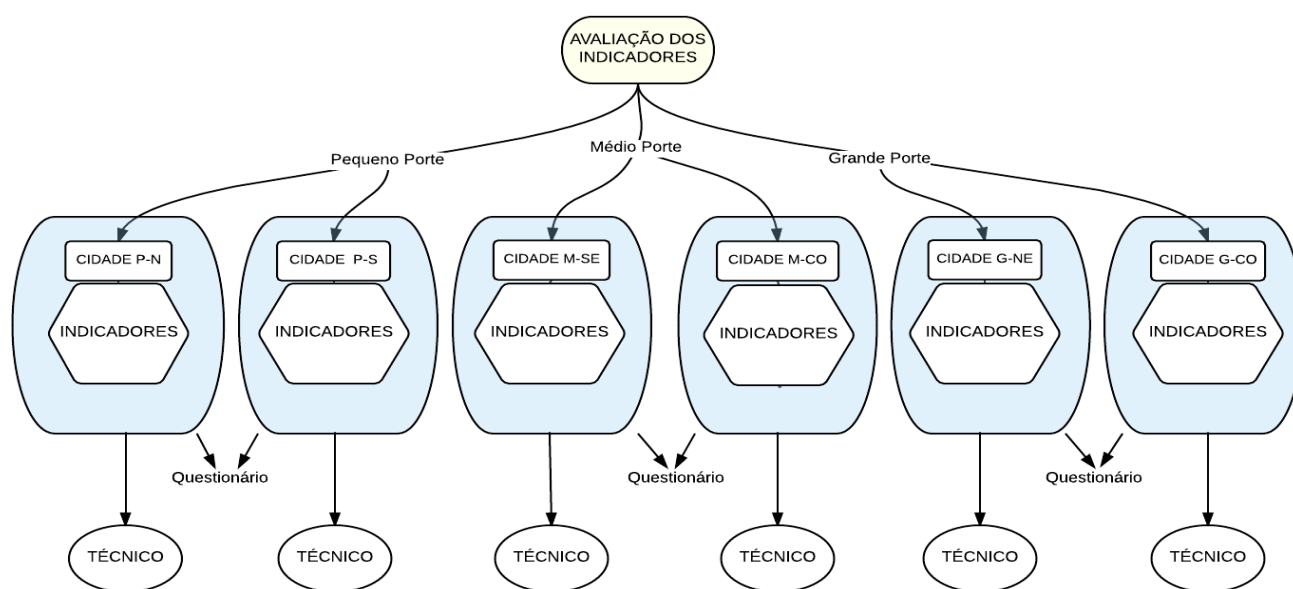 AVALIAÇÃO DOS
INDICADORES
Pequeno Porte
Médio Porte
Grande Porte
CIDADE P-N
CIDADE P-S
CIDADE M-SE
CIDADE M-CO
CIDADE G-NE
CIDADE G-CO
INDICADORES
INDICADORES
INDICADORES
INDICADORES
INDICADORES
INDICADORES
Questionário
Questionário
Questionário
TÉCNICO
TÉCNICO
TÉCNICO
TÉCNICO
TÉCNICO
TÉCNICO